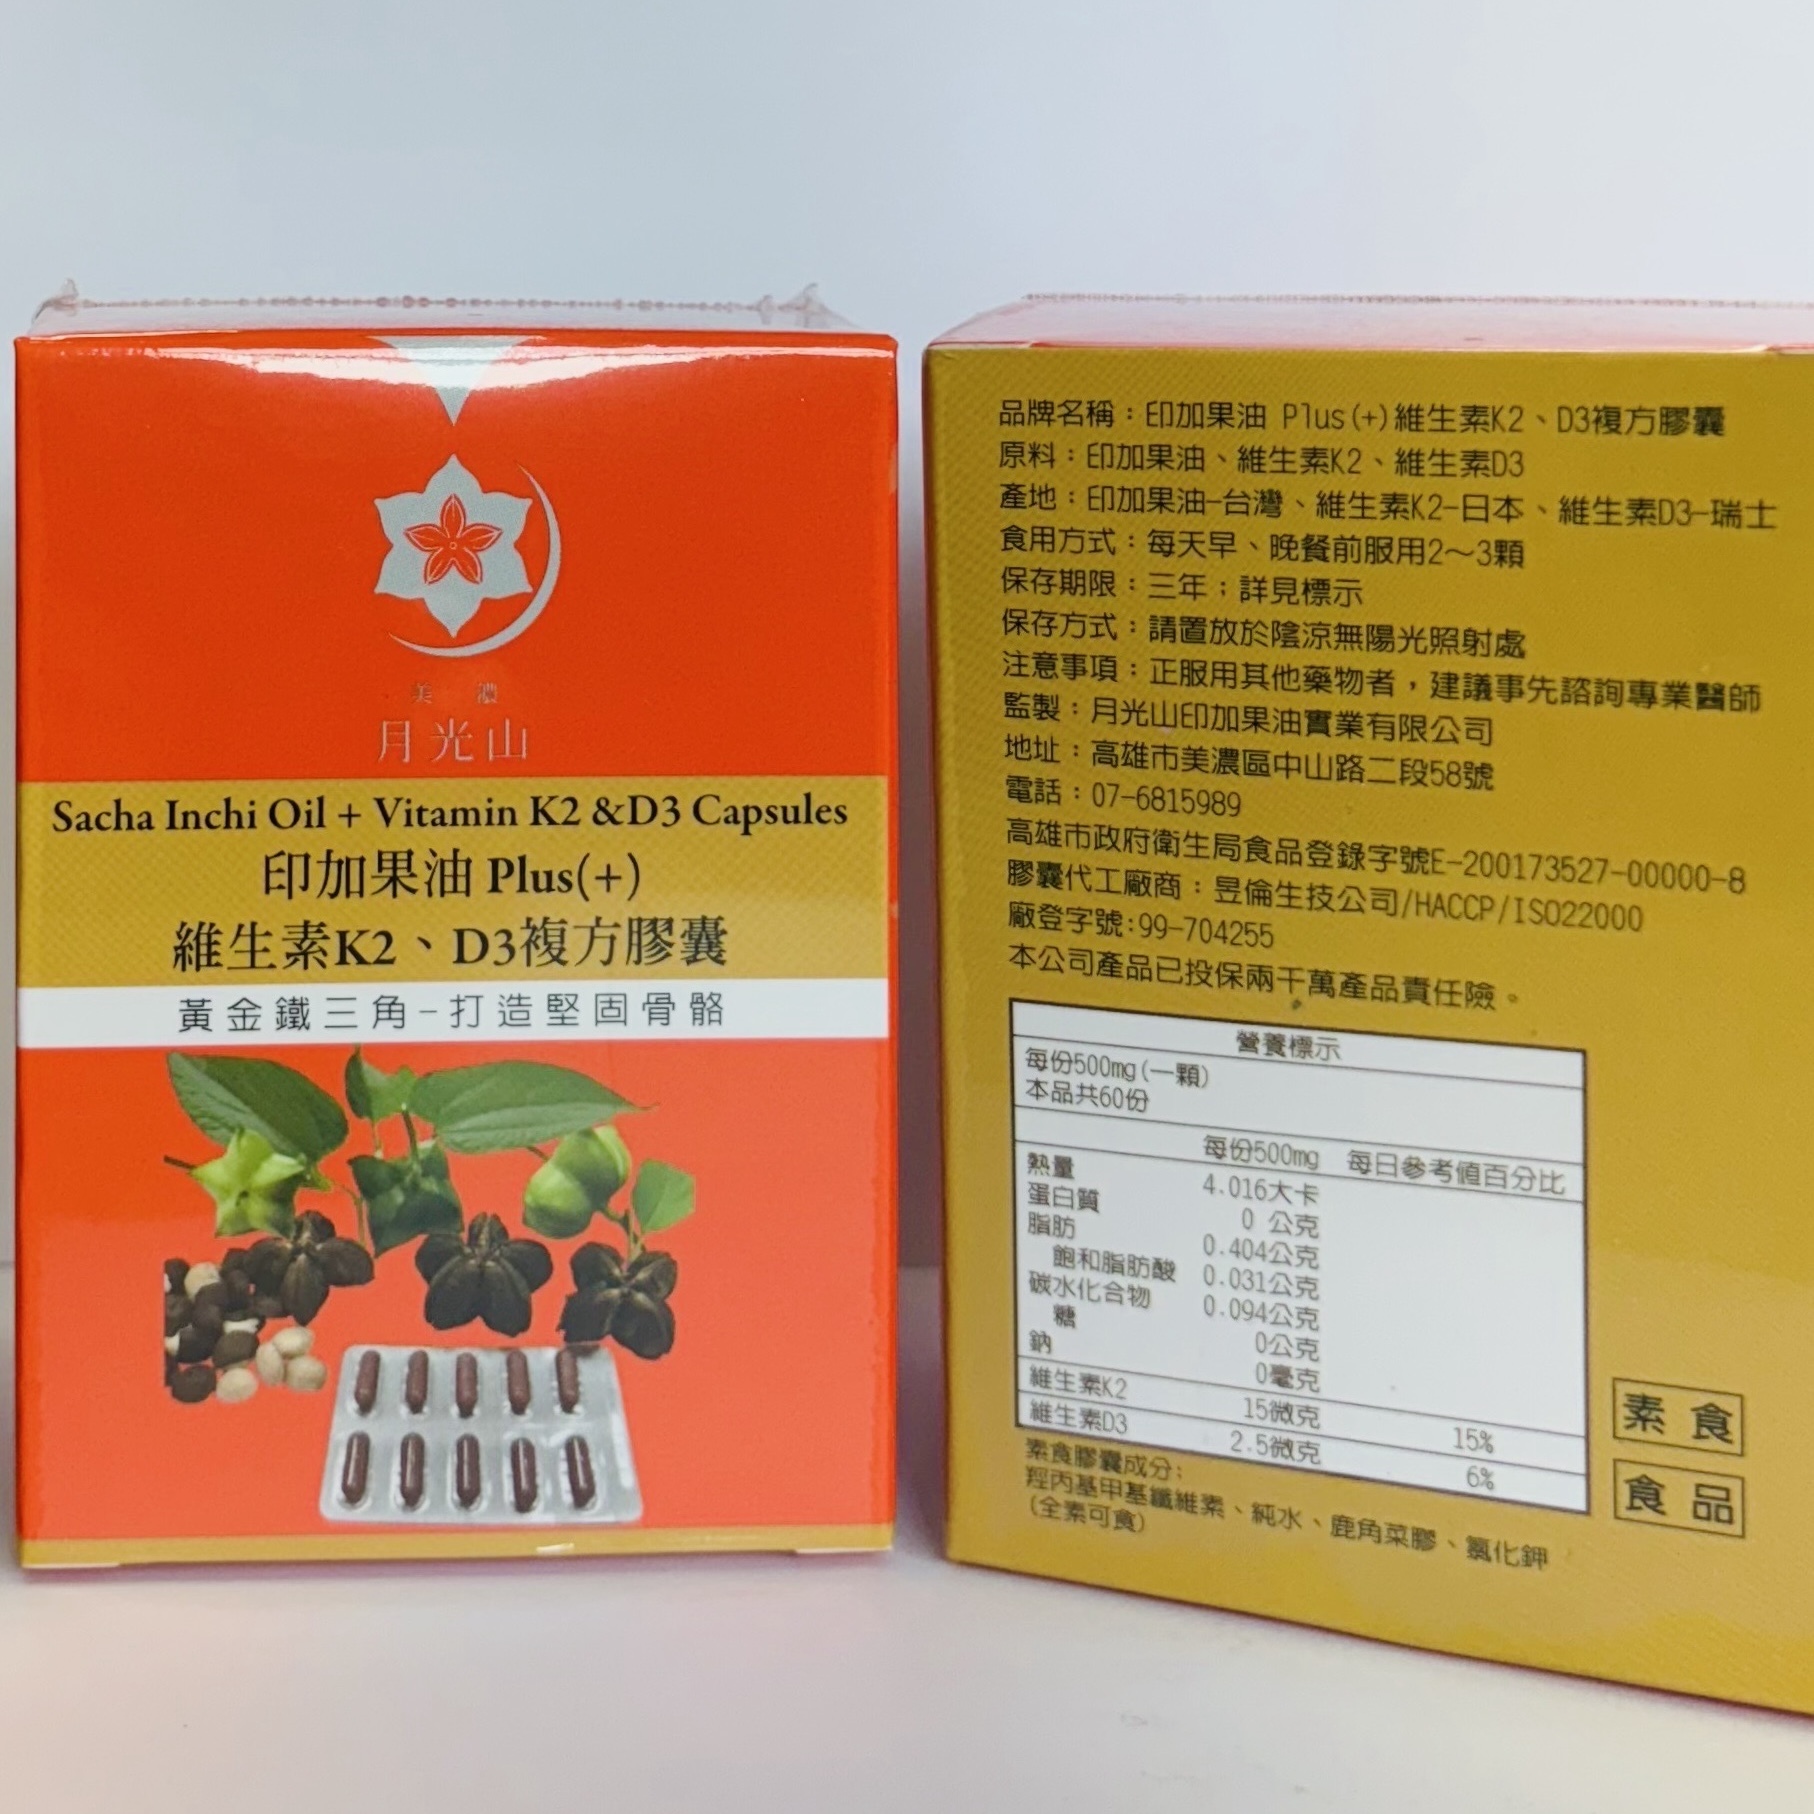 美濃
月光山
Sacha Inchi Oil + Vitamin K2 &D3 Capsules
印加果油 Plus(+)
維生素K2、D3複方膠囊
黃金鐵三角-打造堅固骨骼
品牌名稱：印加果油 Plus(+)維生素K2、D3複方膠囊
原料：印加果油、維生素K2、維生素D3
產地：印加果油-台灣、維生素K2-日本、維生素D3-瑞士
食用方式：每天早、晚餐前服用2～3顆
保存期限：三年；詳見標示
保存方式：請置放於陰涼無陽光照射處
注意事項：正服用其他藥物者，建議事先諮詢專業醫師
監製：月光山印加果油實業有限公司
地址：高雄市美濃區中山路二段58號
電話：07-6815989
高雄市政府衛生局食品登錄字號E-200173527-00000-8
膠囊代工廠商：昱倫生技公司/HACCP/ISO22000
廠登字號:99-704255
本公司產品已投保兩千萬產品責任險。
營養標示
每份500mg(一顆)
本品共60份
每份500mg 每日參考值百分比
熱量 4.016大卡
蛋白質 0 公克
脂肪 0.404公克
飽和脂肪酸 0.031公克
碳水化合物 0.094公克
糖 0公克
鈉 0毫克
維生素K2 15微克 15%
維生素D3 2.5微克 6%
素食膠囊成分:
羥丙基甲基纖維素、純水、鹿角菜膠、氯化鉀
(全素可食)
素食
食品